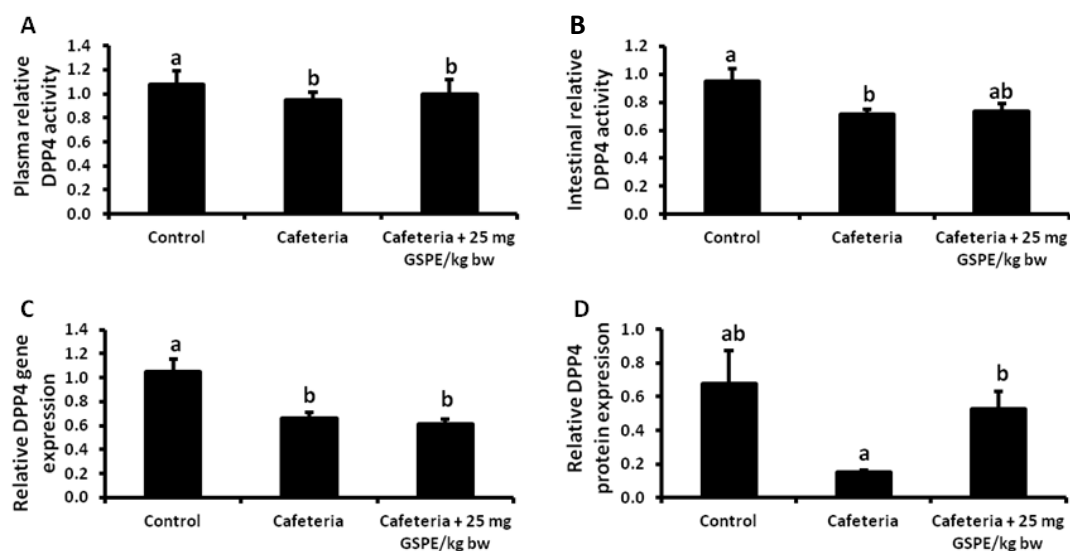 A
Plasma relative
DPP4 activity
1.4
1.2
1.0
0.8
0.6
0.4
0.2
0.0
a
b
b
Control
Cafeteria
Cafeteria + 25 mg
GSPE/kg bw
B
Intestinal relative
DPP4 activity
1.2
1.0
0.8
0.6
0.4
0.2
0.0
a
b
ab
Control
Cafeteria
Cafeteria + 25 mg
GSPE/kg bw
C
Relative DPP4 gene
expression
1.4
1.2
1.0
0.8
0.6
0.4
0.2
0.0
a
b
b
Control
Cafeteria
Cafeteria + 25 mg
GSPE/kg bw
D
Relative DPP4
protein expresison
1.0
0.8
0.6
0.4
0.2
0.0
ab
a
b
Control
Cafeteria
Cafeteria + 25 mg
GSPE/kg bw